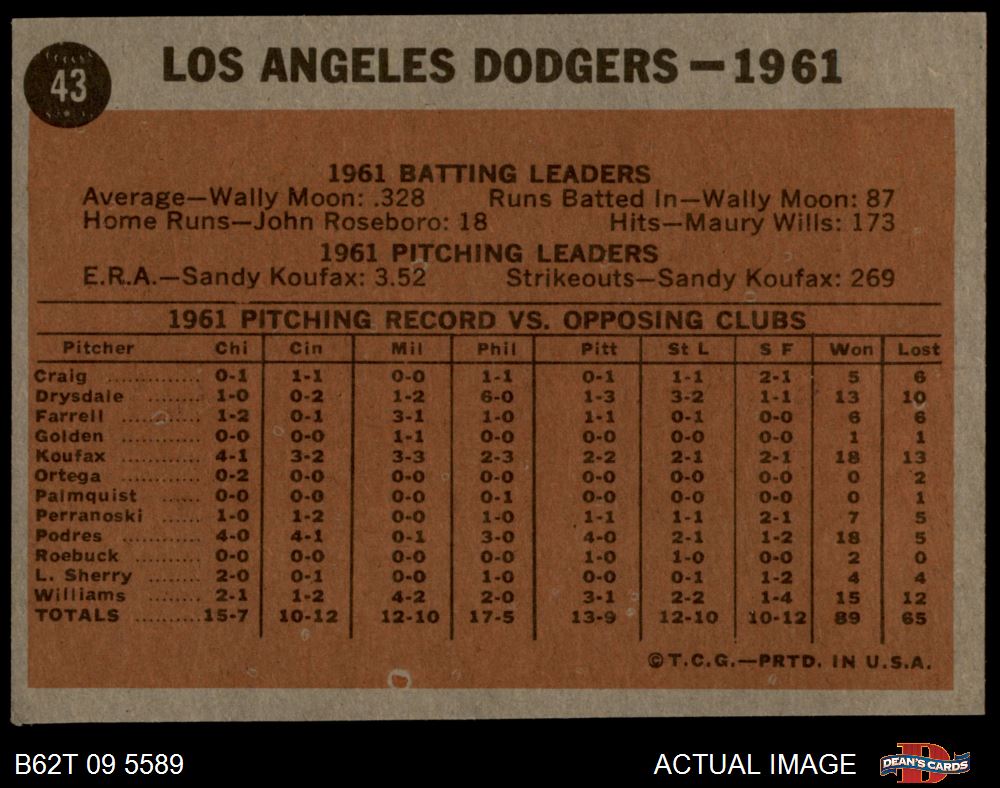 43
LOS ANGELES DODGERS—1961
1961 BATTING LEADERS
Average—Wally Moon: .328 Runs Batted In—Wally Moon: 87
Home Runs—John Roseboro: 18 Hits—Maury Wills: 173
1961 PITCHING LEADERS
E.R.A.—Sandy Koufax: 3.52 Strikeouts—Sandy Koufax: 269
1961 PITCHING RECORD VS. OPPOSING CLUBS
Pitcher Chi Cin Mil Phil Pitt St L S F Won Lost
Craig ............ 0-1 1-1 0-0 1-1 0-1 1-1 2-1 5 6
Drysdale ........ 1-0 0-2 1-2 6-0 1-3 3-2 1-1 13 10
Farrell .......... 1-2 0-1 3-1 1-0 1-1 0-1 0-0 6 6
Golden .......... 0-0 0-0 1-1 0-0 0-0 0-0 0-0 1 1
Koufax .......... 4-1 3-2 3-3 2-3 2-2 2-1 2-1 18 13
Ortega .......... 0-2 0-0 0-0 0-0 0-0 0-0 0-0 0 2
Palmquist ...... 0-0 0-0 0-0 0-1 0-0 0-0 0-0 0 1
Perranoski ...... 1-0 1-2 0-0 1-0 1-1 1-1 2-1 7 5
Podres .......... 4-0 4-1 0-1 3-0 4-0 2-1 1-2 18 5
Roebuck ........ 0-0 0-0 0-0 0-0 1-0 1-0 0-0 2 0
L. Sherry ........ 2-0 0-1 0-0 1-0 0-0 0-1 1-2 4 4
Williams ........ 2-1 1-2 4-2 2-0 3-1 2-2 1-4 15 12
TOTALS ........ 15-7 10-12 12-10 17-5 13-9 12-10 10-12 89 65
©T.C.G.—PRTD. IN U.S.A.
B62T 09 5589 ACTUAL IMAGE DEAN'S CARDS